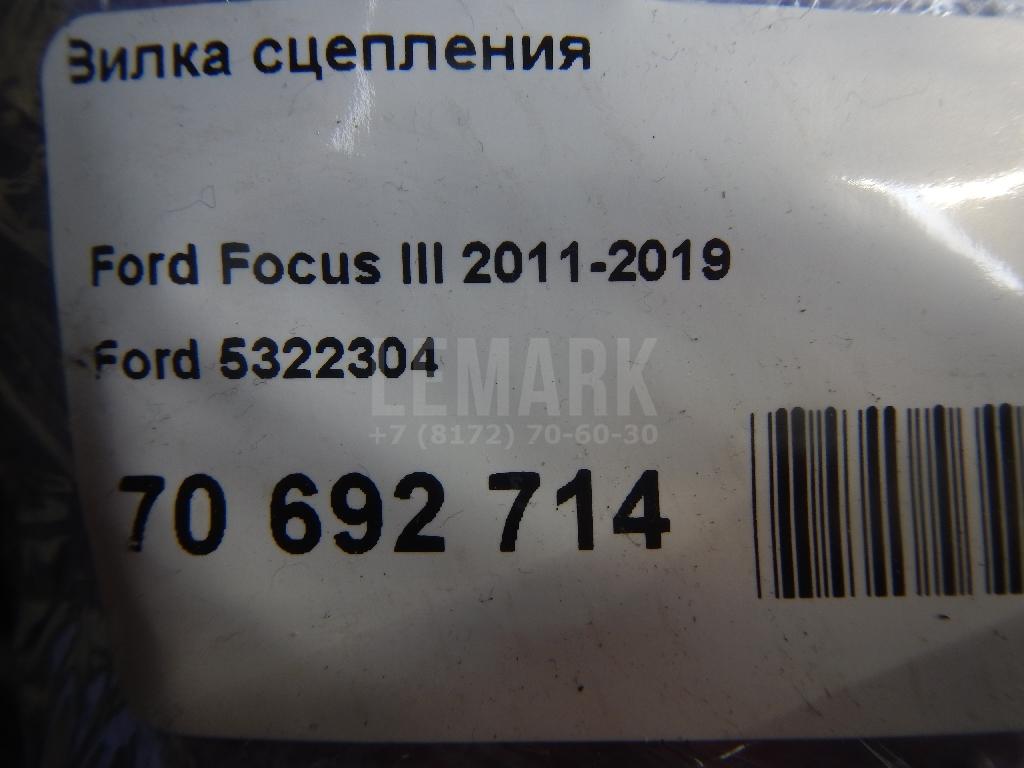 Вилка сцепления
Ford Focus III 2011-2019
Ford 5322304
LEMARK
+7 (8172) 70-60-30
70 692 714